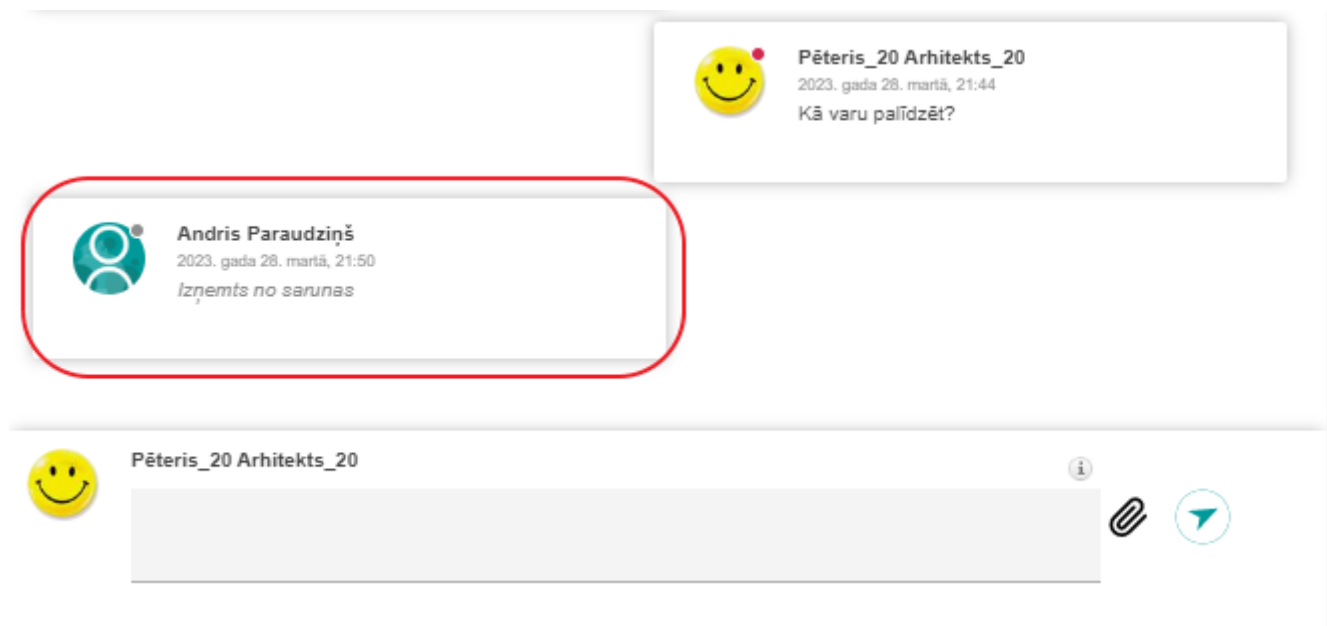 Pēteris_20 Arhitekts_20
2023. gada 28. martā, 21:44
Kā varu palīdzēt?
Andris Paraudziņš
2023. gada 28. martā, 21:50
Izņemts no sarunas
Pēteris_20 Arhitekts_20
i